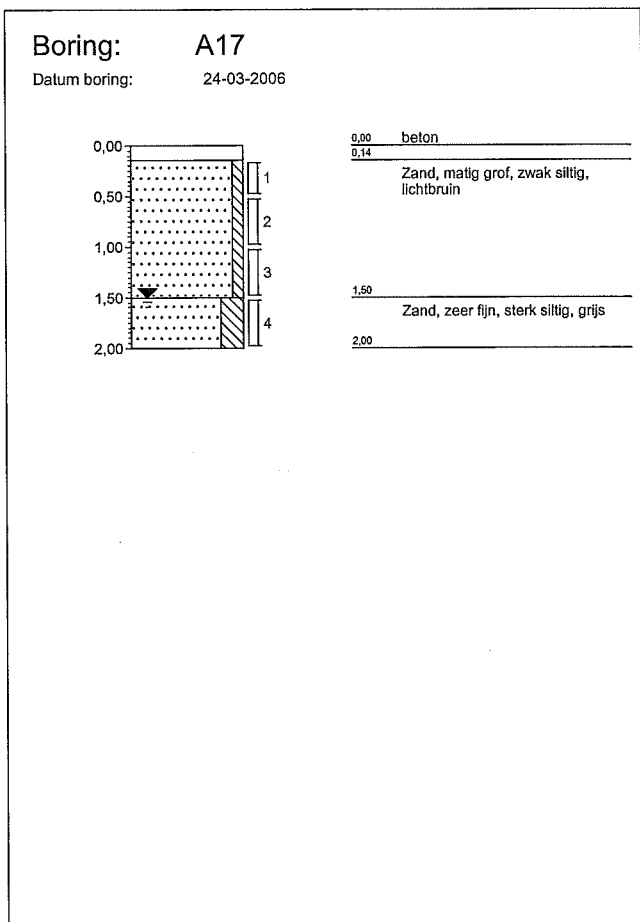 Boring: A17
Datum boring: 24-03-2006
0,00
0,50
1,00
1,50
2,00
1
2
3
4
0,00 beton
0,14
Zand, matig grof, zwak siltig,
lichtbruin
1,50
Zand, zeer fijn, sterk siltig, grijs
2,00